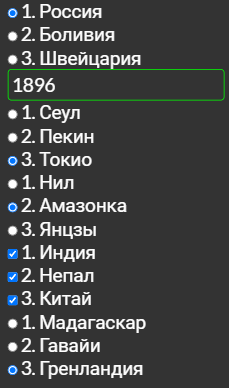 1. Россия
2. Боливия
3. Швейцария
1896
1. Сеул
2. Пекин
3. Токио
1. Нил
2. Амазонка
3. Янцзы
1. Индия
2. Непал
3. Китай
1. Мадагаскар
2. Гавайи
3. Гренландия